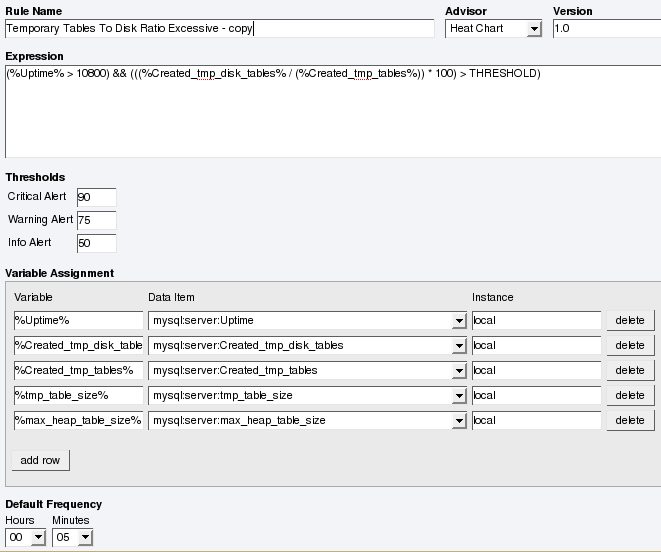 Rule Name Advisor Version
Temporary Tables To Disk Ratio Excessive - copy Heat Chart 1.0
Expression
(%Uptime% > 10800) && (((%Created_tmp_disk_tables% / (%Created_tmp_tables%)) * 100) > THRESHOLD)
Thresholds
Critical Alert 90
Warning Alert 75
Info Alert 50
Variable Assignment
Variable Data Item Instance
%Uptime% mysql:server:Uptime local delete
%Created_tmp_disk_table mysql:server:Created_tmp_disk_tables local delete
%Created_tmp_tables% mysql:server:Created_tmp_tables local delete
%tmp_table_size% mysql:server:tmp_table_size local delete
%max_heap_table_size% mysql:server:max_heap_table_size local delete
add row
Default Frequency
Hours Minutes
00 05